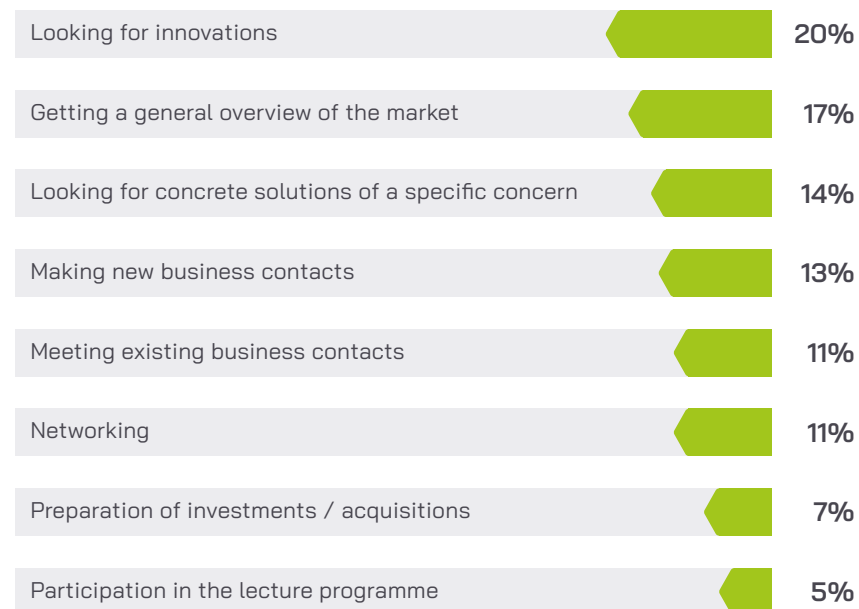 Looking for innovations 20%
Getting a general overview of the market 17%
Looking for concrete solutions of a specific concern 14%
Making new business contacts 13%
Meeting existing business contacts 11%
Networking 11%
Preparation of investments / acquisitions 7%
Participation in the lecture programme 5%